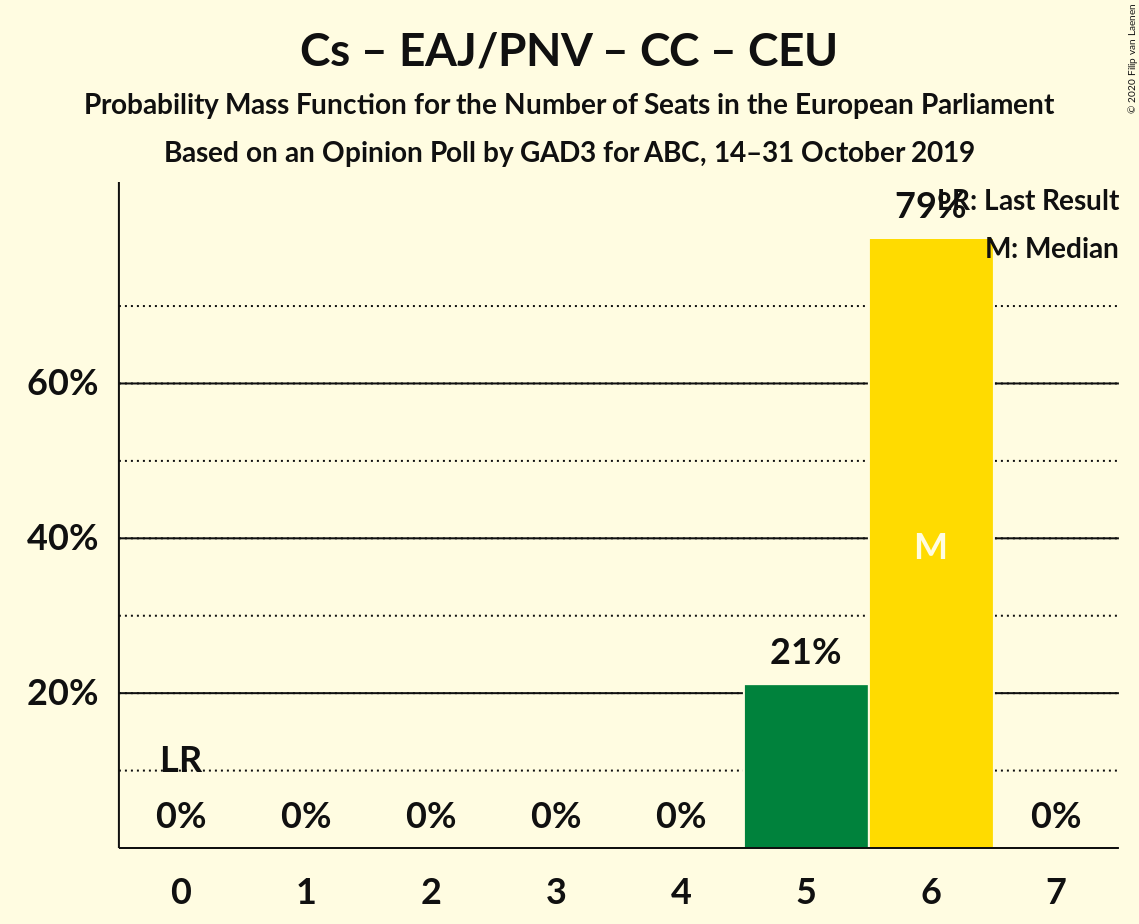 Cs – EAJ/PNV – CC – CEU
Probability Mass Function for the Number of Seats in the European Parliament
Based on an Opinion Poll by GAD3 for ABC, 14–31 October 2019
© 2020 Filip van Laenen
LR: Last Result
M: Median
79%
60%
40%
M
21%
20%
LR
0% 0% 0% 0% 0% 0%
0 1 2 3 4 5 6 7